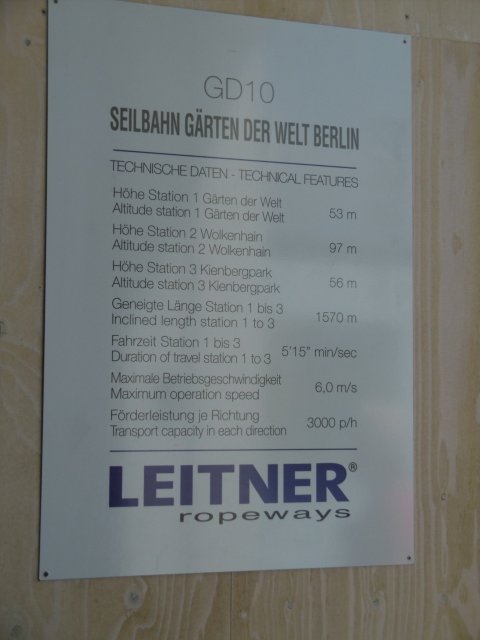 GD10
SEILBAHN GÄRTEN DER WELT BERLIN
TECHNISCHE DATEN - TECHNICAL FEATURES
Höhe Station 1 Gärten der Welt
Altitude station 1 Gärten der Welt 53 m
Höhe Station 2 Wolkenhain
Altitude station 2 Wolkenhain 97 m
Höhe Station 3 Kienbergpark
Altitude station 3 Kienbergpark 56 m
Geneigte Länge Station 1 bis 3
Inclined length station 1 to 3 1570 m
Fahrzeit Station 1 bis 3
Duration of travel station 1 to 3 5'15" min/sec
Maximale Betriebsgeschwindigkeit
Maximum operation speed 6,0 m/s
Förderleistung je Richtung
Transport capacity in each direction 3000 p/h
LEITNER®
ropeways